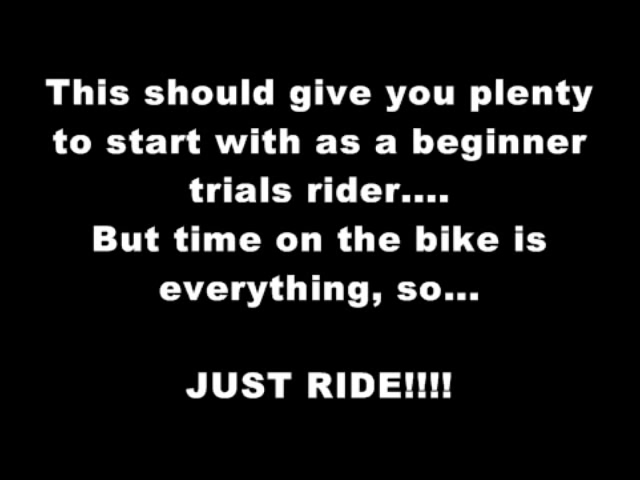 This should give you plenty
to start with as a beginner
trials rider....
But time on the bike is
everything, so...
JUST RIDE!!!!